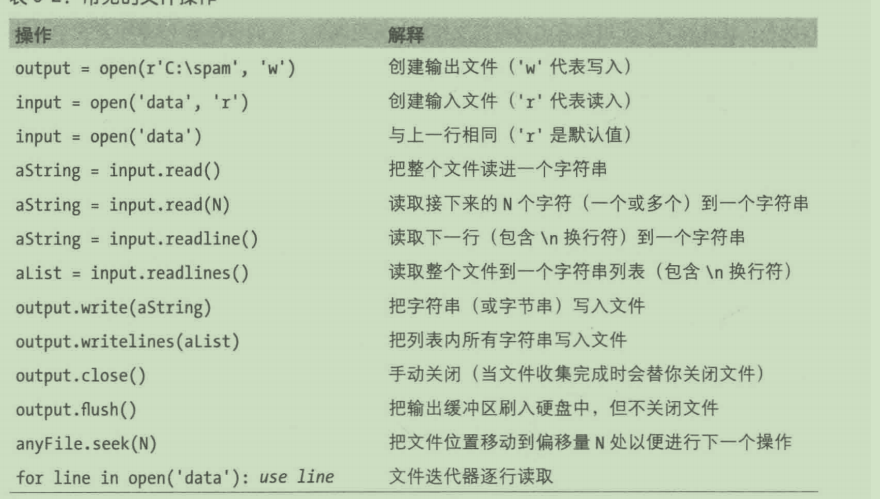 表 9-2：常见的文件操作
操作 解释
output = open(r'C:\spam', 'w') 创建输出文件（'w' 代表写入）
input = open('data', 'r') 创建输入文件（'r' 代表读入）
input = open('data') 与上一行相同（'r' 是默认值）
aString = input.read() 把整个文件读进一个字符串
aString = input.read(N) 读取接下来的 N 个字符（一个或多个）到一个字符串
aString = input.readline() 读取下一行（包含 \n 换行符）到一个字符串
aList = input.readlines() 读取整个文件到一个字符串列表（包含 \n 换行符）
output.write(aString) 把字符串（或字节串）写入文件
output.writelines(aList) 把列表内所有字符串写入文件
output.close() 手动关闭（当文件收集完成时会替你关闭文件）
output.flush() 把输出缓冲区刷入硬盘中，但不关闭文件
anyFile.seek(N) 把文件位置移动到偏移量 N 处以便进行下一个操作
for line in open('data'): use line 文件迭代器逐行读取